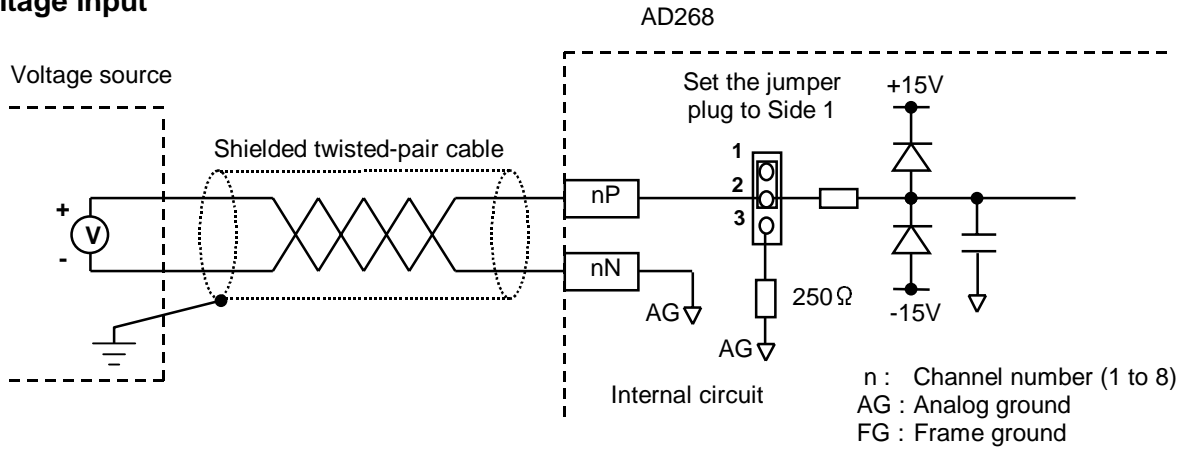 tage input
AD268
Voltage source
Set the jumper
plug to Side 1
+15V
Shielded twisted-pair cable
1
2
3
nP
+
V
-
nN
AG
250Ω
-15V
AG
Internal circuit
n : Channel number (1 to 8)
AG : Analog ground
FG : Frame ground